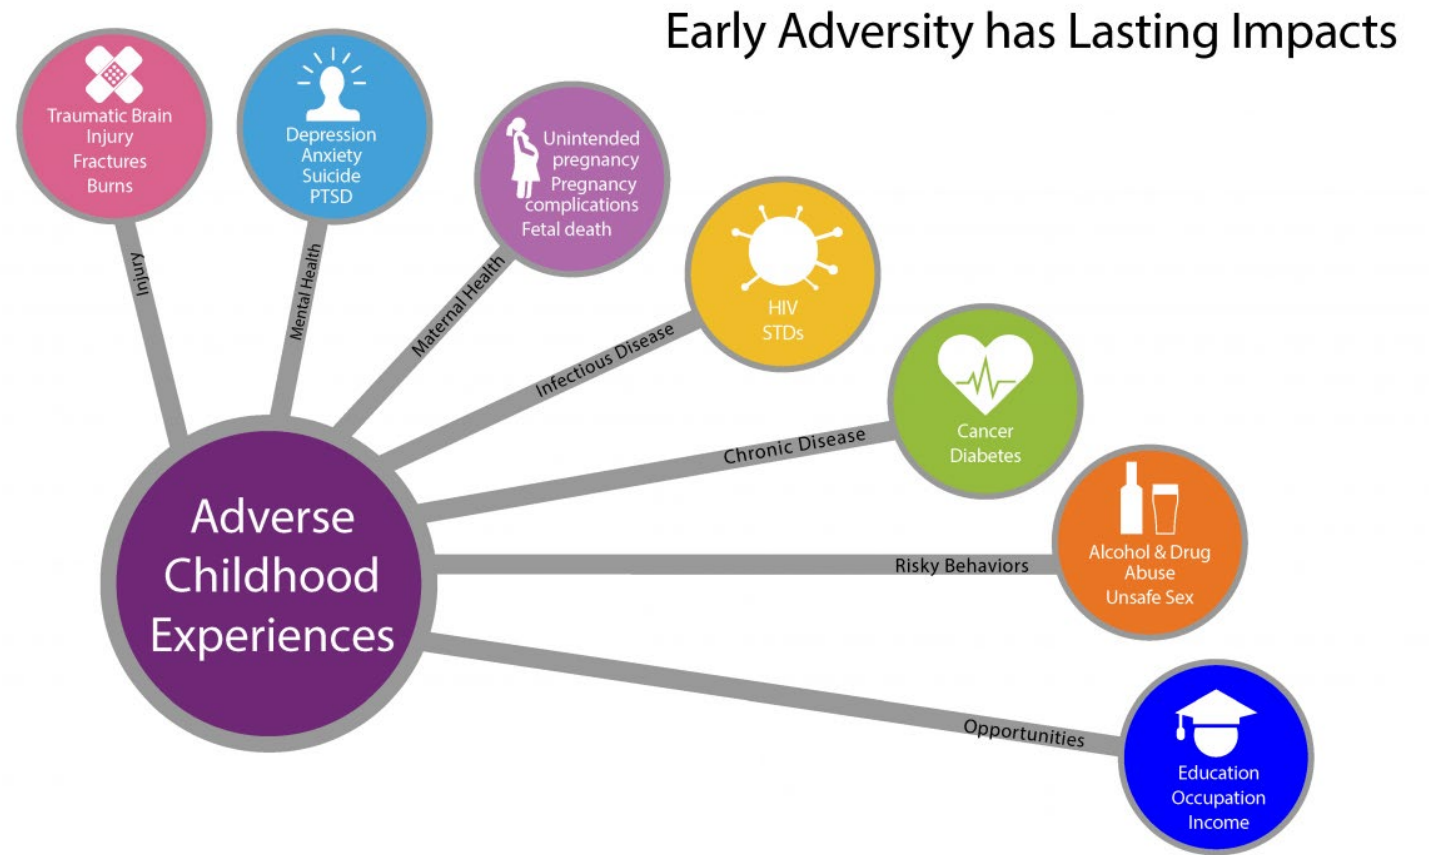 Early Adversity has Lasting Impacts
Traumatic Brain
Injury
Fractures
Burns
Injury
Depression
Anxiety
Suicide
PTSD
Mental Health
Unintended
pregnancy
Pregnancy
complications
Fetal death
Maternal Health
HIV
STDs
Infectious Disease
Cancer
Diabetes
Chronic Disease
Alcohol & Drug
Abuse
Unsafe Sex
Risky Behaviors
Education
Occupation
Income
Opportunities
Adverse
Childhood
Experiences